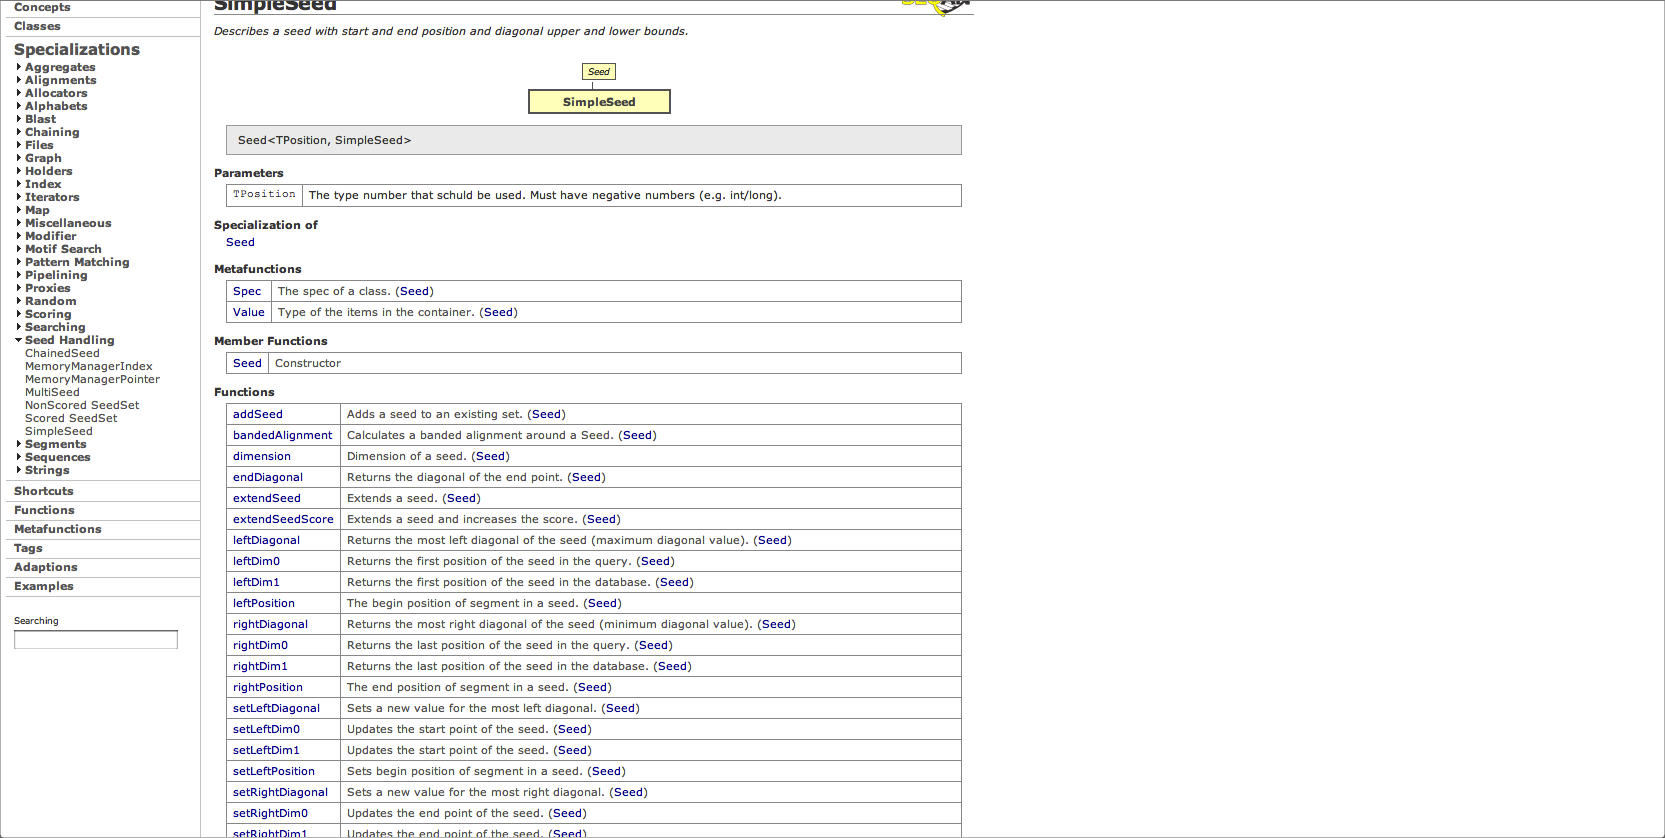 Concepts
Classes
Specializations
Aggregates
Alignments
Allocators
Alphabets
Blast
Chaining
Files
Graph
Holders
Index
Iterators
Map
Miscellaneous
Modifier
Motif Search
Pattern Matching
Pipelining
Proxies
Random
Scoring
Searching
Seed Handling
ChainedSeed
MemoryManagerIndex
MemoryManagerPointer
MultiSeed
NonScored SeedSet
Scored SeedSet
SimpleSeed
Segments
Sequences
Strings
Shortcuts
Functions
Metafunctions
Tags
Adaptions
Examples
Searching
SimpleSeed
Describes a seed with start and end position and diagonal upper and lower bounds.
Seed
SimpleSeed
Seed<TPosition, SimpleSeed>
Parameters
TPosition The type number that schuld be used. Must have negative numbers (e.g. int/long).
Specialization of
Seed
Metafunctions
Spec The spec of a class. (Seed)
Value Type of the items in the container. (Seed)
Member Functions
Seed Constructor
Functions
addSeed Adds a seed to an existing set. (Seed)
bandedAlignment Calculates a banded alignment around a Seed. (Seed)
dimension Dimension of a seed. (Seed)
endDiagonal Returns the diagonal of the end point. (Seed)
extendSeed Extends a seed. (Seed)
extendSeedScore Extends a seed and increases the score. (Seed)
leftDiagonal Returns the most left diagonal of the seed (maximum diagonal value). (Seed)
leftDim0 Returns the first position of the seed in the query. (Seed)
leftDim1 Returns the first position of the seed in the database. (Seed)
leftPosition The begin position of segment in a seed. (Seed)
rightDiagonal Returns the most right diagonal of the seed (minimum diagonal value). (Seed)
rightDim0 Returns the last position of the seed in the query. (Seed)
rightDim1 Returns the last position of the seed in the database. (Seed)
rightPosition The end position of segment in a seed. (Seed)
setLeftDiagonal Sets a new value for the most left diagonal. (Seed)
setLeftDim0 Updates the start point of the seed. (Seed)
setLeftDim1 Updates the start point of the seed. (Seed)
setLeftPosition Sets begin position of segment in a seed. (Seed)
setRightDiagonal Sets a new value for the most right diagonal. (Seed)
setRightDim0 Updates the end point of the seed. (Seed)
setRightDim1 Updates the end point of the seed. (Seed)